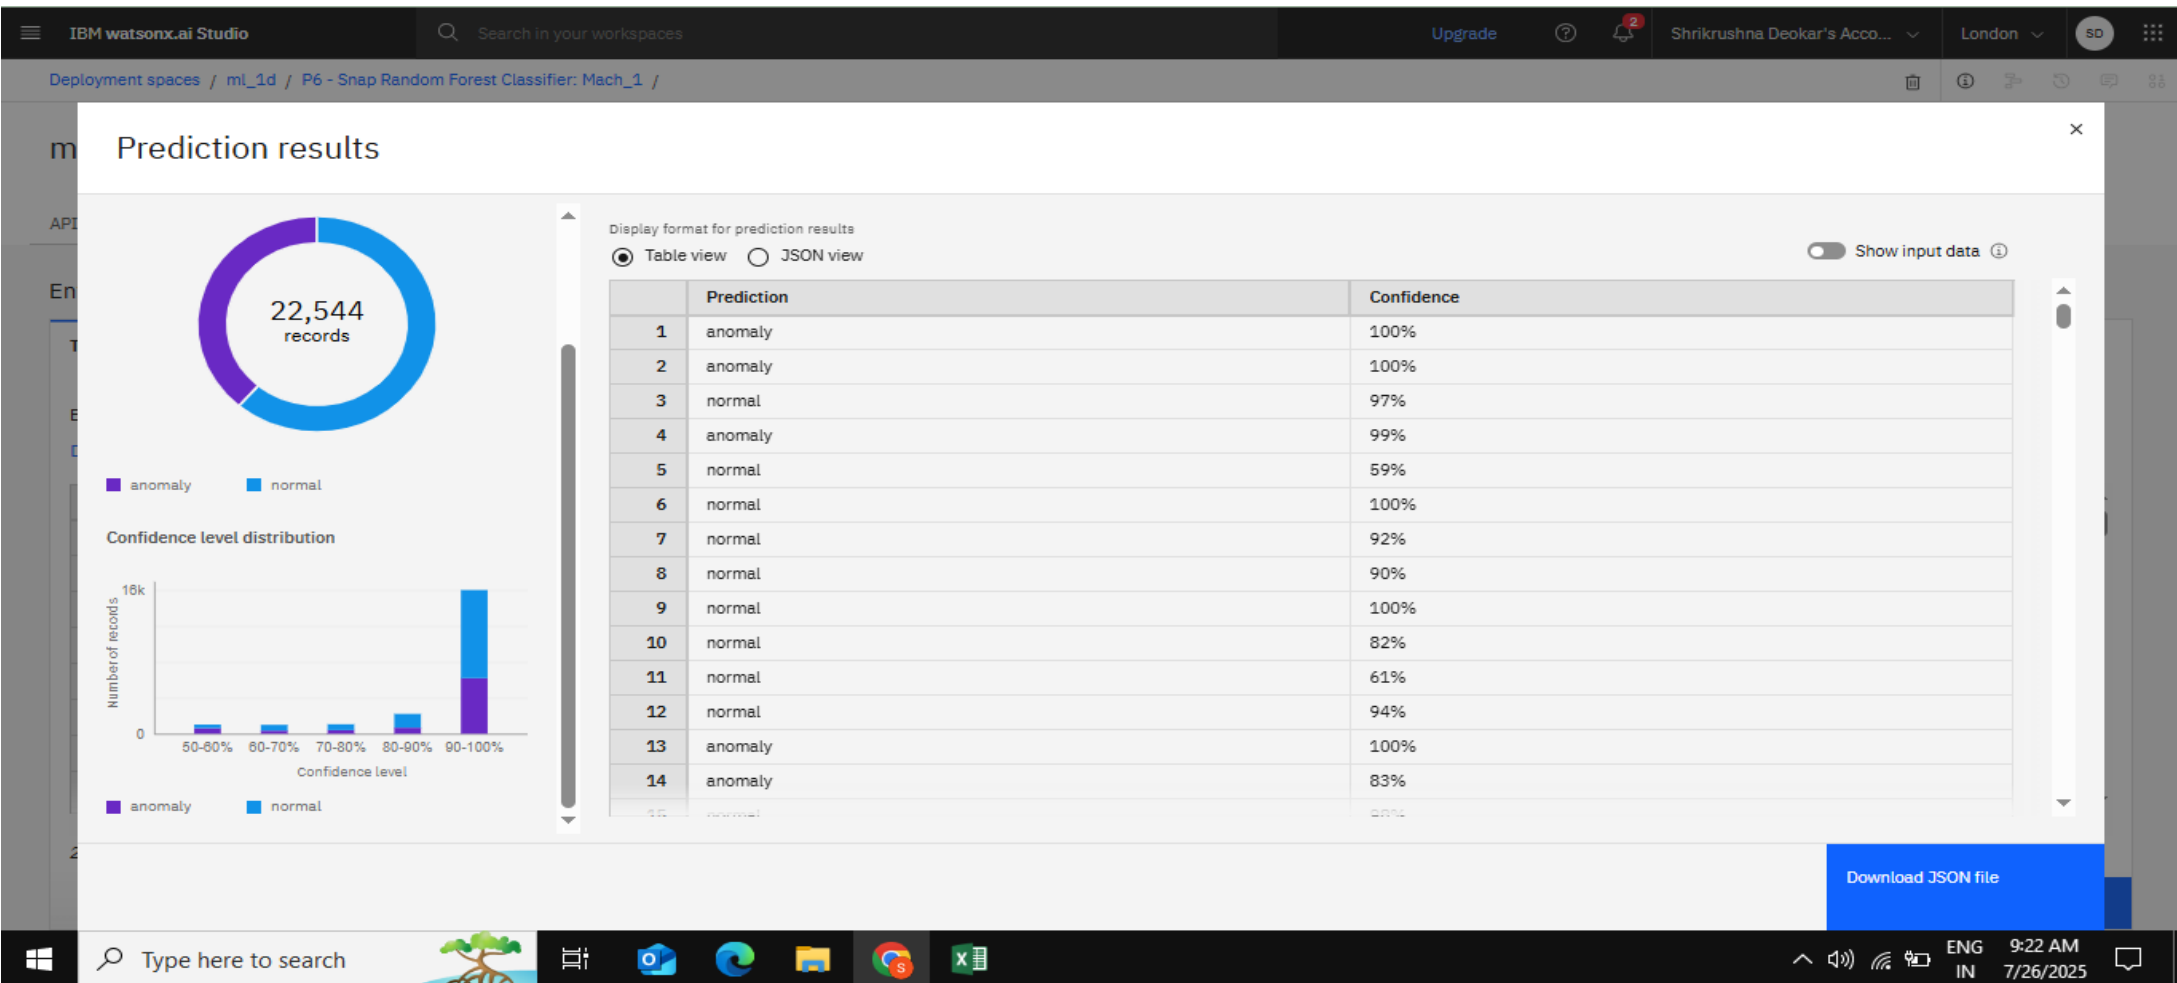 IBM watsonx.ai Studio
Search in your workspaces
Upgrade
2
Shrikrushna Deokar's Acco...
London
SD
Deployment spaces / ml_1d / P6 - Snap Random Forest Classifier: Mach_1 /
m
Prediction results
API
En
22,544
records
anomaly
normal
Confidence level distribution
Number of records
16k
0
50-60%
60-70%
70-80%
80-90%
90-100%
Confidence level
anomaly
normal
Display format for prediction results
Table view
JSON view
Show input data
Prediction Confidence
1 anomaly 100%
2 anomaly 100%
3 normal 97%
4 anomaly 99%
5 normal 59%
6 normal 100%
7 normal 92%
8 normal 90%
9 normal 100%
10 normal 82%
11 normal 61%
12 normal 94%
13 anomaly 100%
14 anomaly 83%
Download JSON file
Type here to search
ENG
IN
9:22 AM
7/26/2025